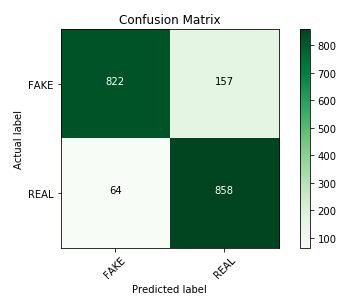 Confusion Matrix
Actual label
FAKE
822
157
REAL
64
858
FAKE
REAL
Predicted label
800
700
600
500
400
300
200
100